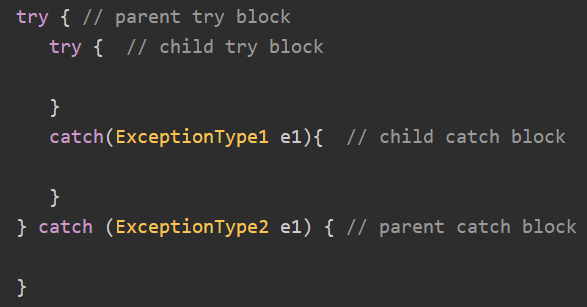 try { // parent try block
try {  // child try block
}
catch(ExceptionType1 e1){  // child catch block
}
} catch (ExceptionType2 e1) { // parent catch block
}